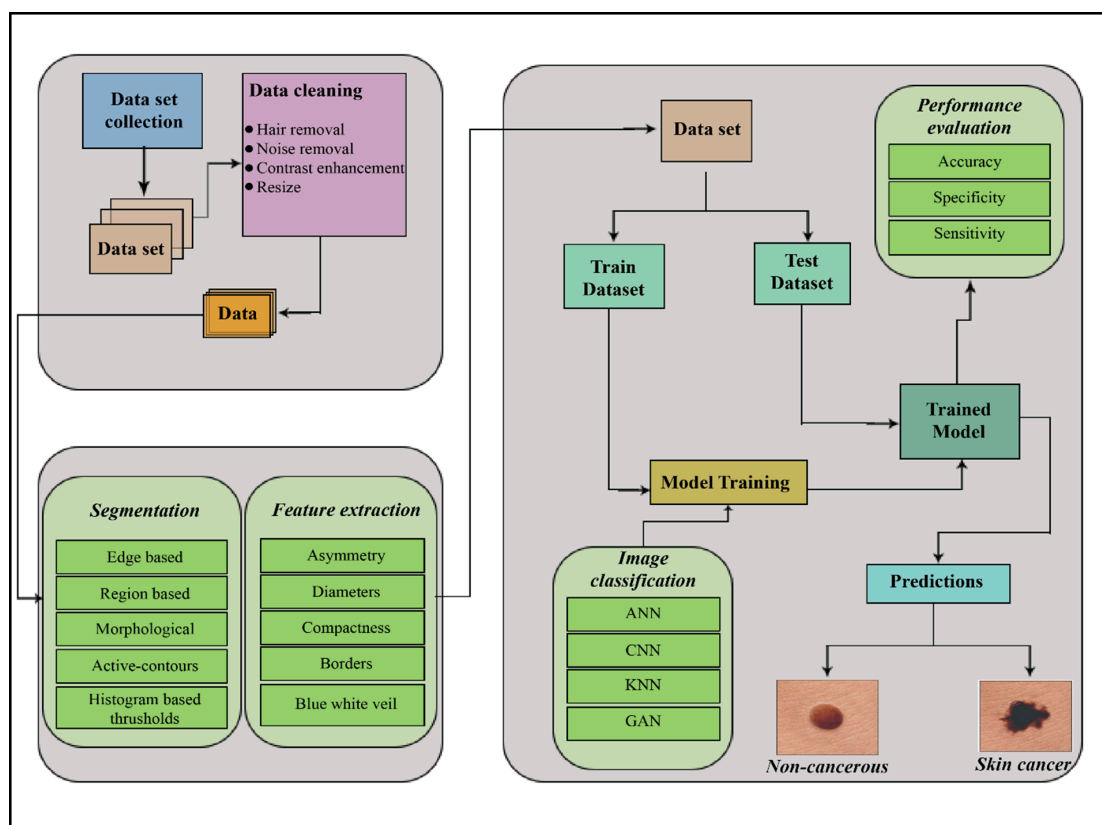 Data set
collection
Data set
Data cleaning
● Hair removal
● Noise removal
● Contrast enhancement
● Resize
Data
Segmentation
Edge based
Region based
Morphological
Active-contours
Histogram based
thrusholds
Feature extraction
Asymmetry
Diameters
Compactness
Borders
Blue white veil
Data set
Train
Dataset
Test
Dataset
Performance
evaluation
Accuracy
Specificity
Sensitivity
Trained
Model
Model Training
Image
classification
ANN
CNN
KNN
GAN
Predictions
Non-cancerous
Skin cancer